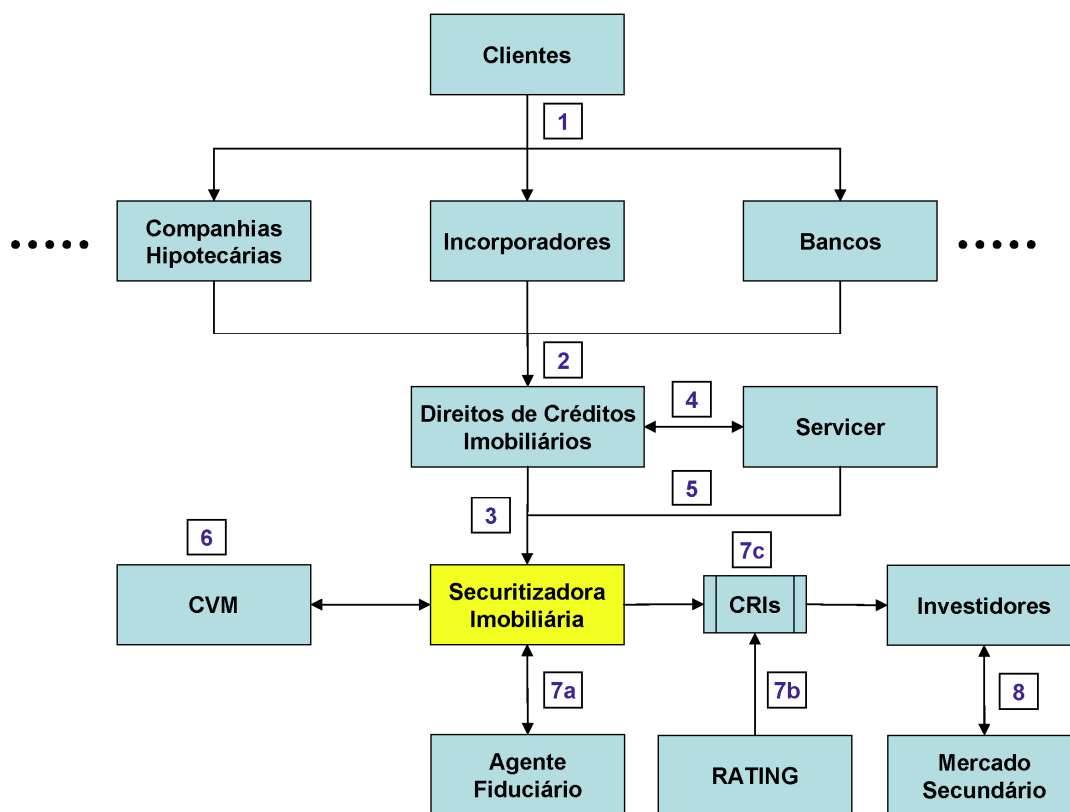 Clientes
1
Companhias
Hipotecárias
Incorporadores
Bancos
2
Direitos de Créditos
Imobiliários
4
Servicer
3
5
6
7c
CVM
Securitizadora
Imobiliária
CRIs
Investidores
7a
7b
8
Agente
Fiduciário
RATING
Mercado
Secundário